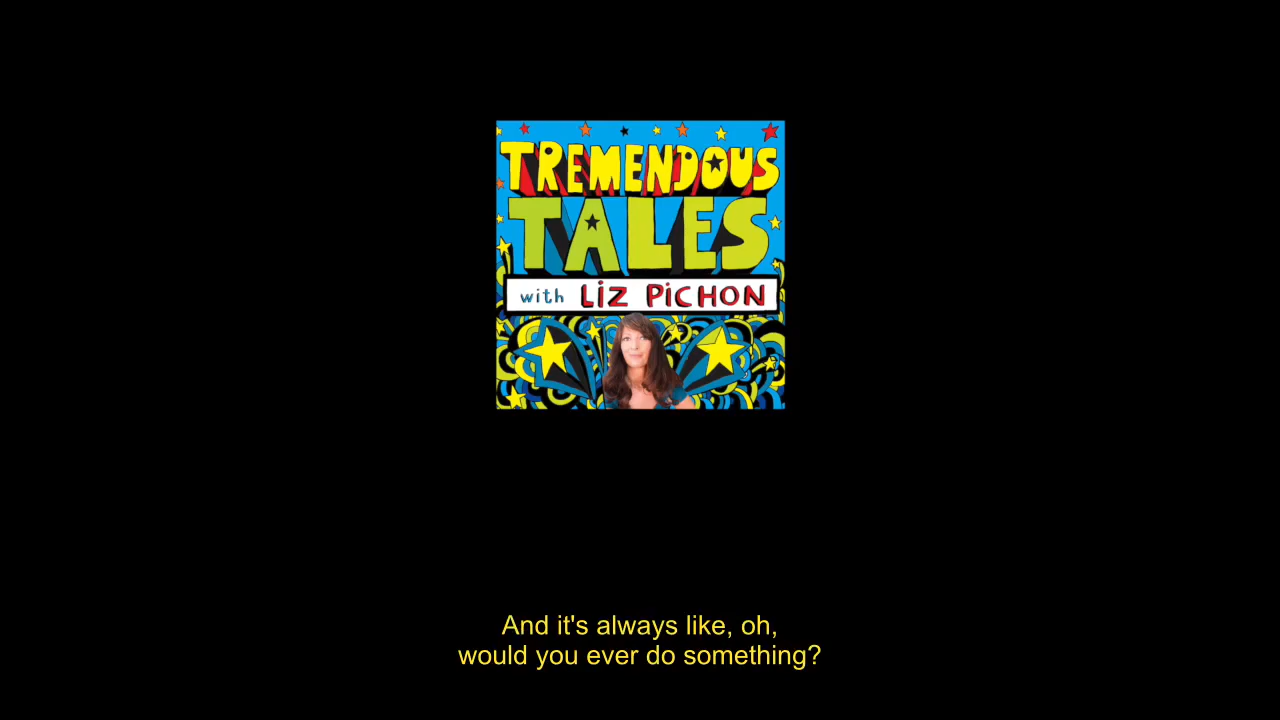 TREMENDOUS
TALES
with LiZ PiCHON
And it's always like, oh,
would you ever do something?